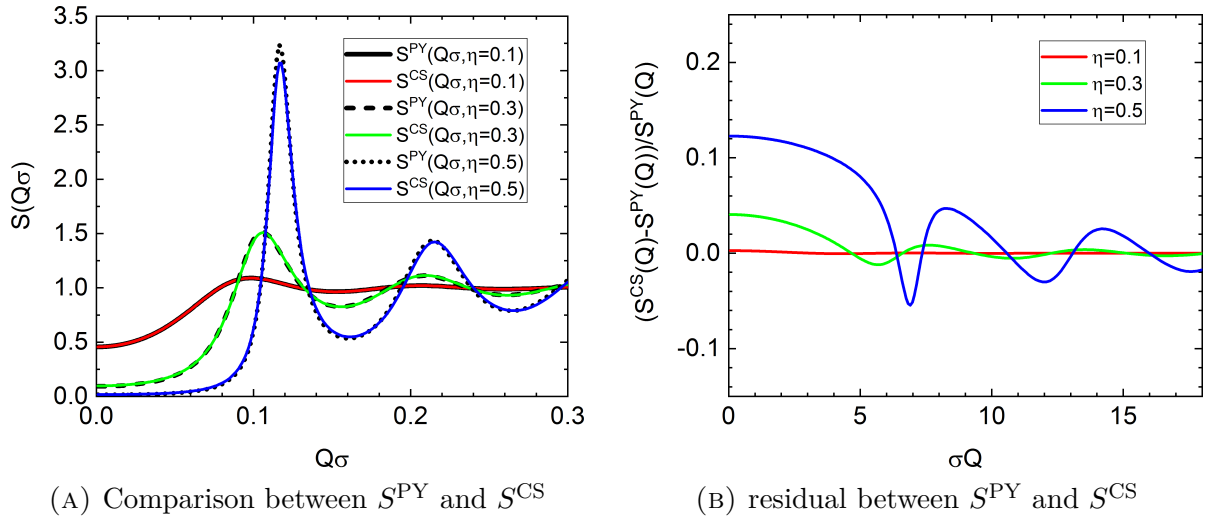 3.5
3.0
2.5
2.0
1.5
1.0
0.5
0.0
S(Qσ)
S^PY(Qσ,η=0.1)
S^CS(Qσ,η=0.1)
S^PY(Qσ,η=0.3)
S^CS(Qσ,η=0.3)
S^PY(Qσ,η=0.5)
S^CS(Qσ,η=0.5)
0.0 0.1 0.2 0.3
Qσ
(A) Comparison between S^PY and S^CS
0.2
0.1
0.0
-0.1
(S^CS(Q)-S^PY(Q))/S^PY(Q)
η=0.1
η=0.3
η=0.5
0 5 10 15
σQ
(B) residual between S^PY and S^CS